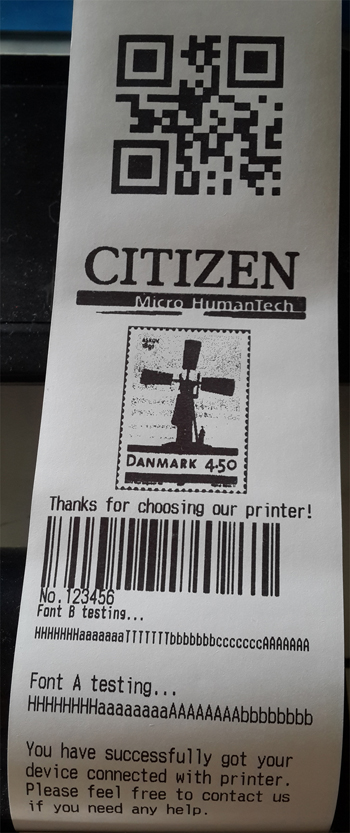 CITIZEN
Micro HumanTech
DANMARK 4.50
Thanks for choosing our printer!
No.123456
Font B testing...
HHHHHHHaaaaaaaTTTTTTTbbbbbbbcccccccAAAAAAA
Font A testing...
HHHHHHHHaaaaaaaaAAAAAAAAbbbbbbbb
You have successfully got your
device connected with printer.
Please feel free to contact us
if you need any help.